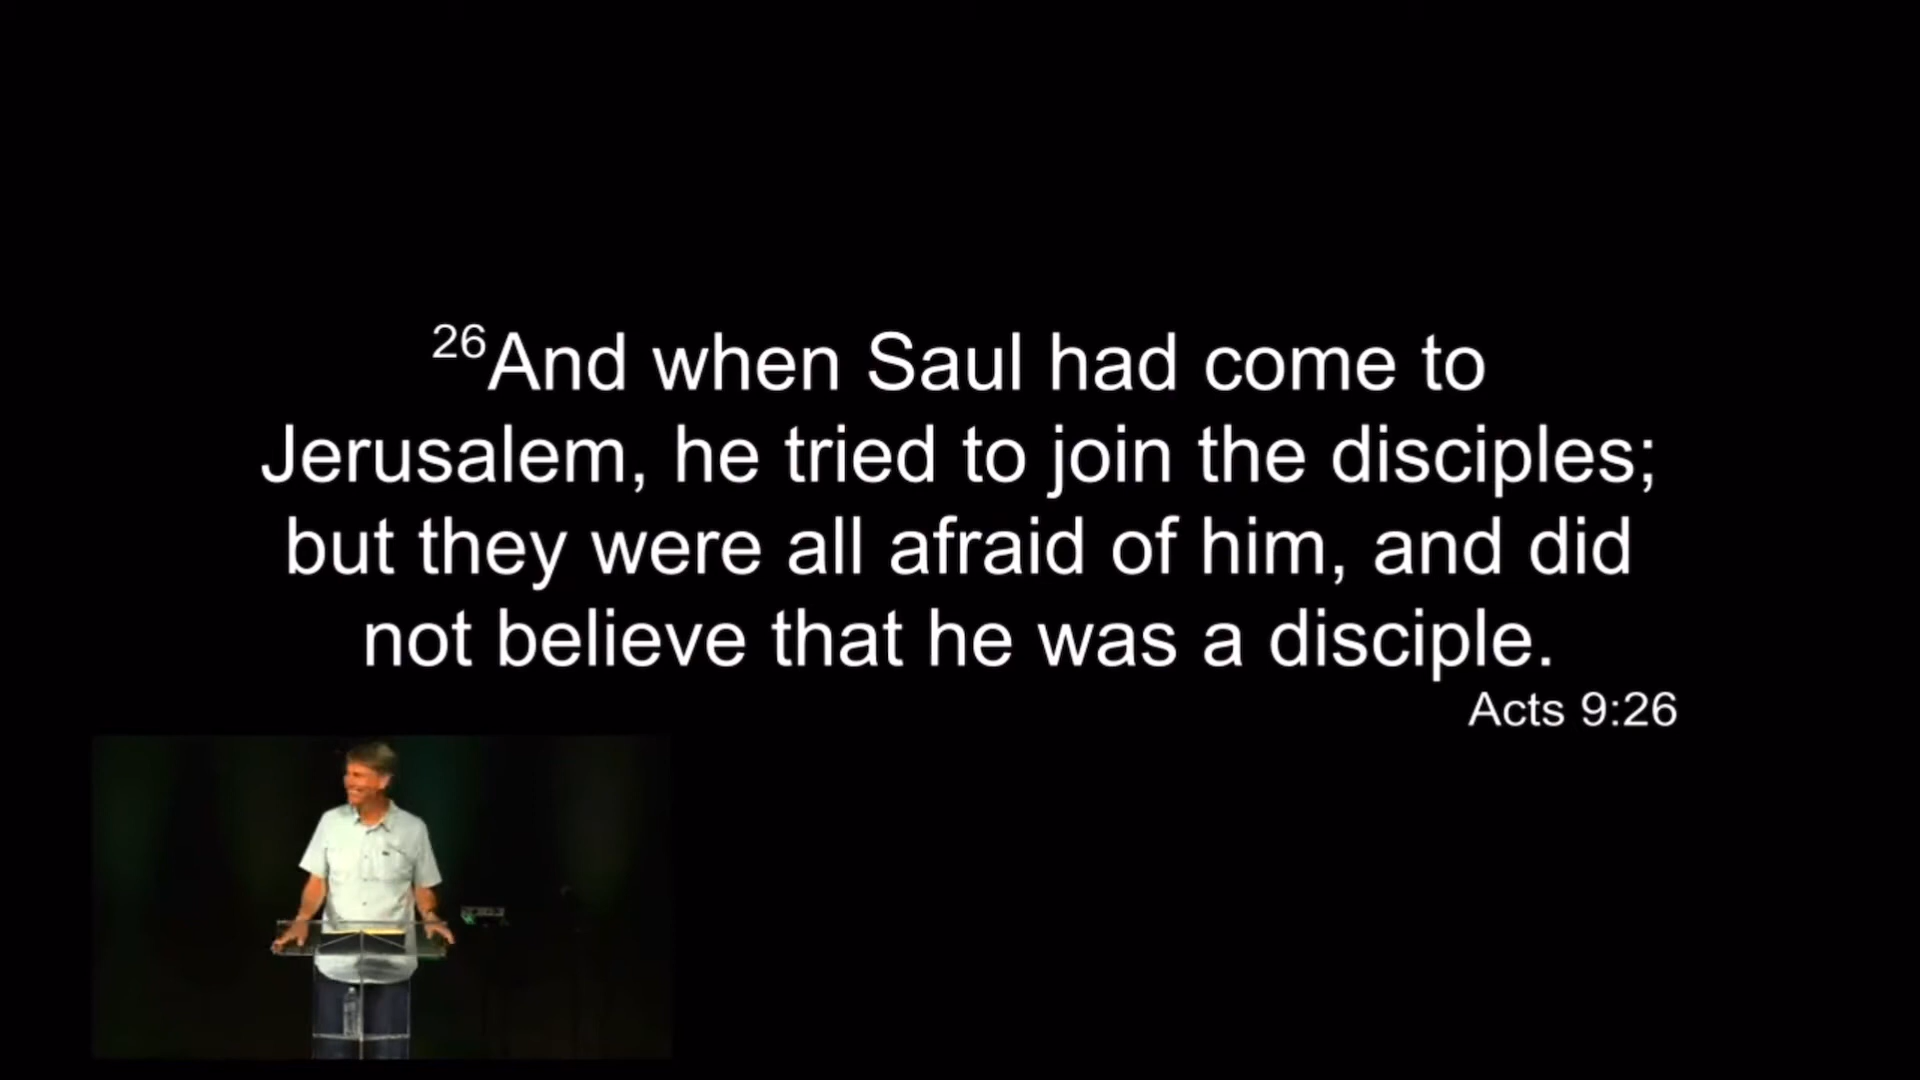 26And when Saul had come to
Jerusalem, he tried to join the disciples;
but they were all afraid of him, and did
not believe that he was a disciple.
Acts 9:26